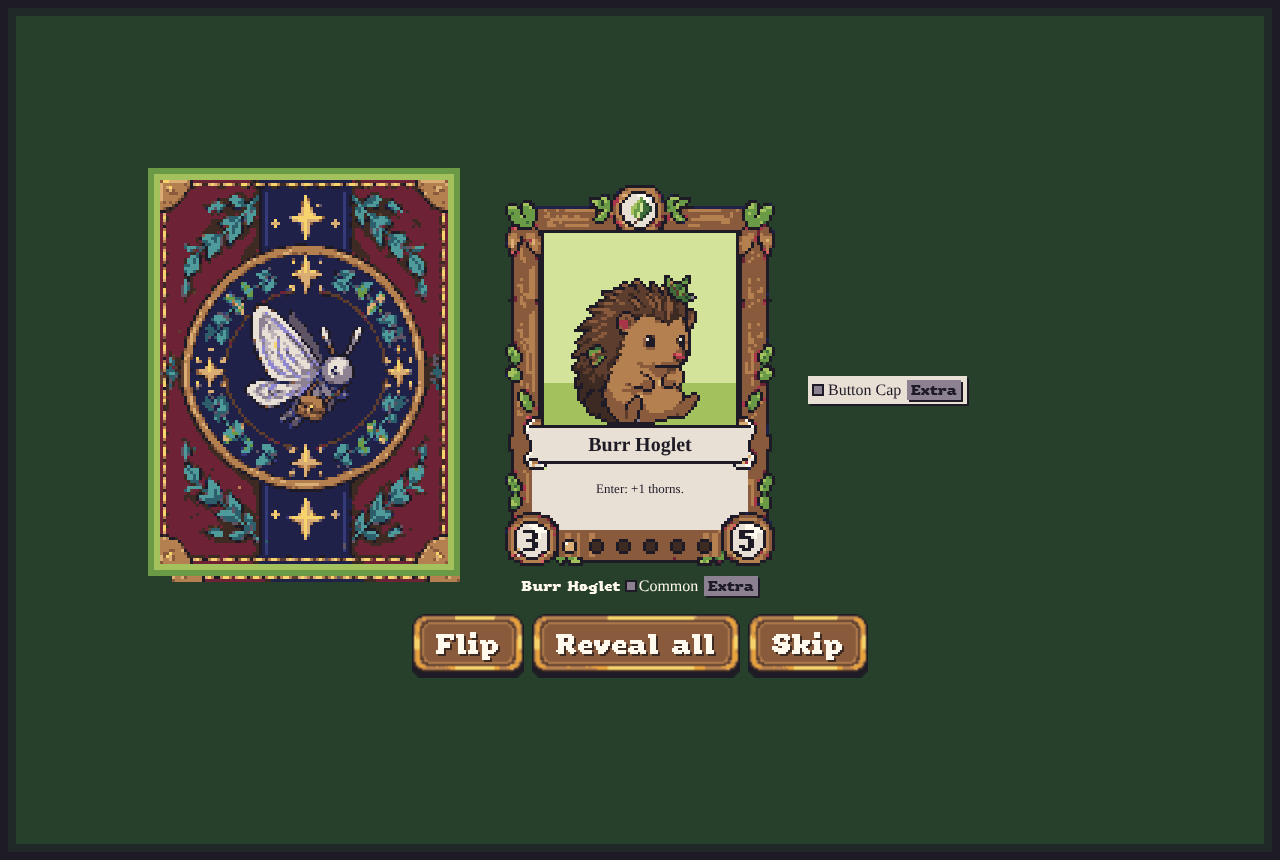 Burr Hoglet
Enter: +1 thorns.
3
5
Button Cap Extra
Burr Hoglet Common Extra
Flip
Reveal all
Skip